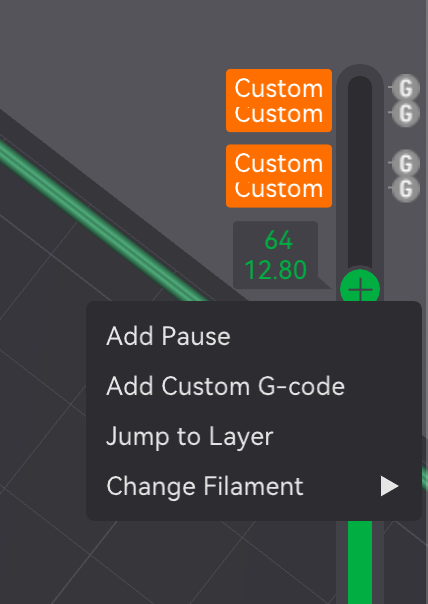 Custom
G
Custom
G
Custom
G
Custom
G
64
12.80
Add Pause
Add Custom G-code
Jump to Layer
Change Filament